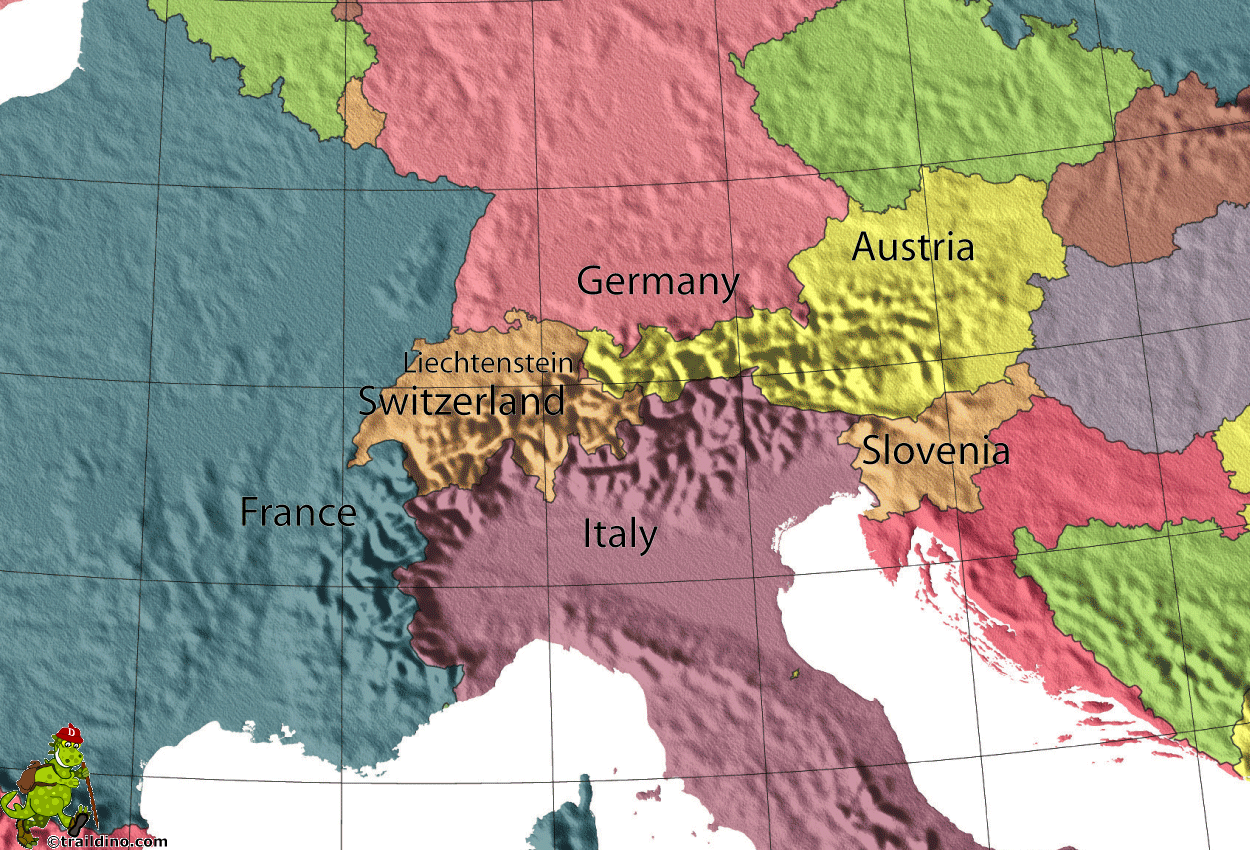 Austria
Germany
Liechtenstein
Switzerland
Slovenia
France
Italy
D
©traildino.com